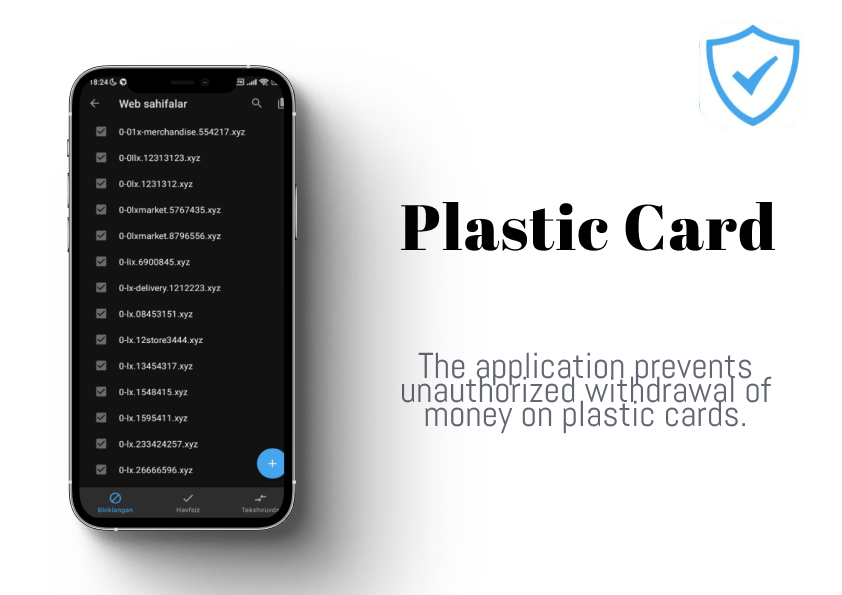 18:24
Web sahifalar
0-01x-merchandise.554217.xyz
0-0llx.12313123.xyz
0-0lx.1231312.xyz
0-0lxmarket.5767435.xyz
0-0lxmarket.8796556.xyz
0-lix.6900845.xyz
0-lx-delivery.1212223.xyz
0-lx.08453151.xyz
0-lx.12store3444.xyz
0-lx.13454317.xyz
0-lx.1548415.xyz
0-lx.1595411.xyz
0-lx.233424257.xyz
0-lx.26666596.xyz
Bloklangan Havfsiz
Plastic Card
The application prevents
unauthorized withdrawal of
money on plastic cards.